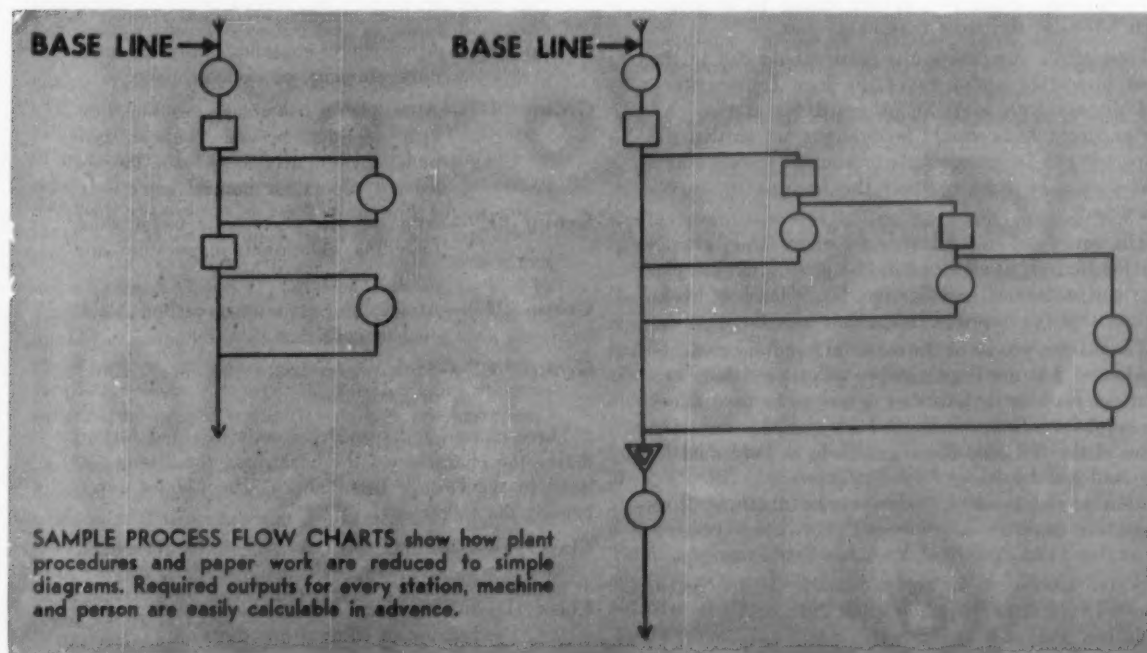 BASE LINE
BASE LINE
SAMPLE PROCESS FLOW CHARTS show how plant
procedures and paper work are reduced to simple
diagrams. Required outputs for every station, machine
and person are easily calculable in advance.